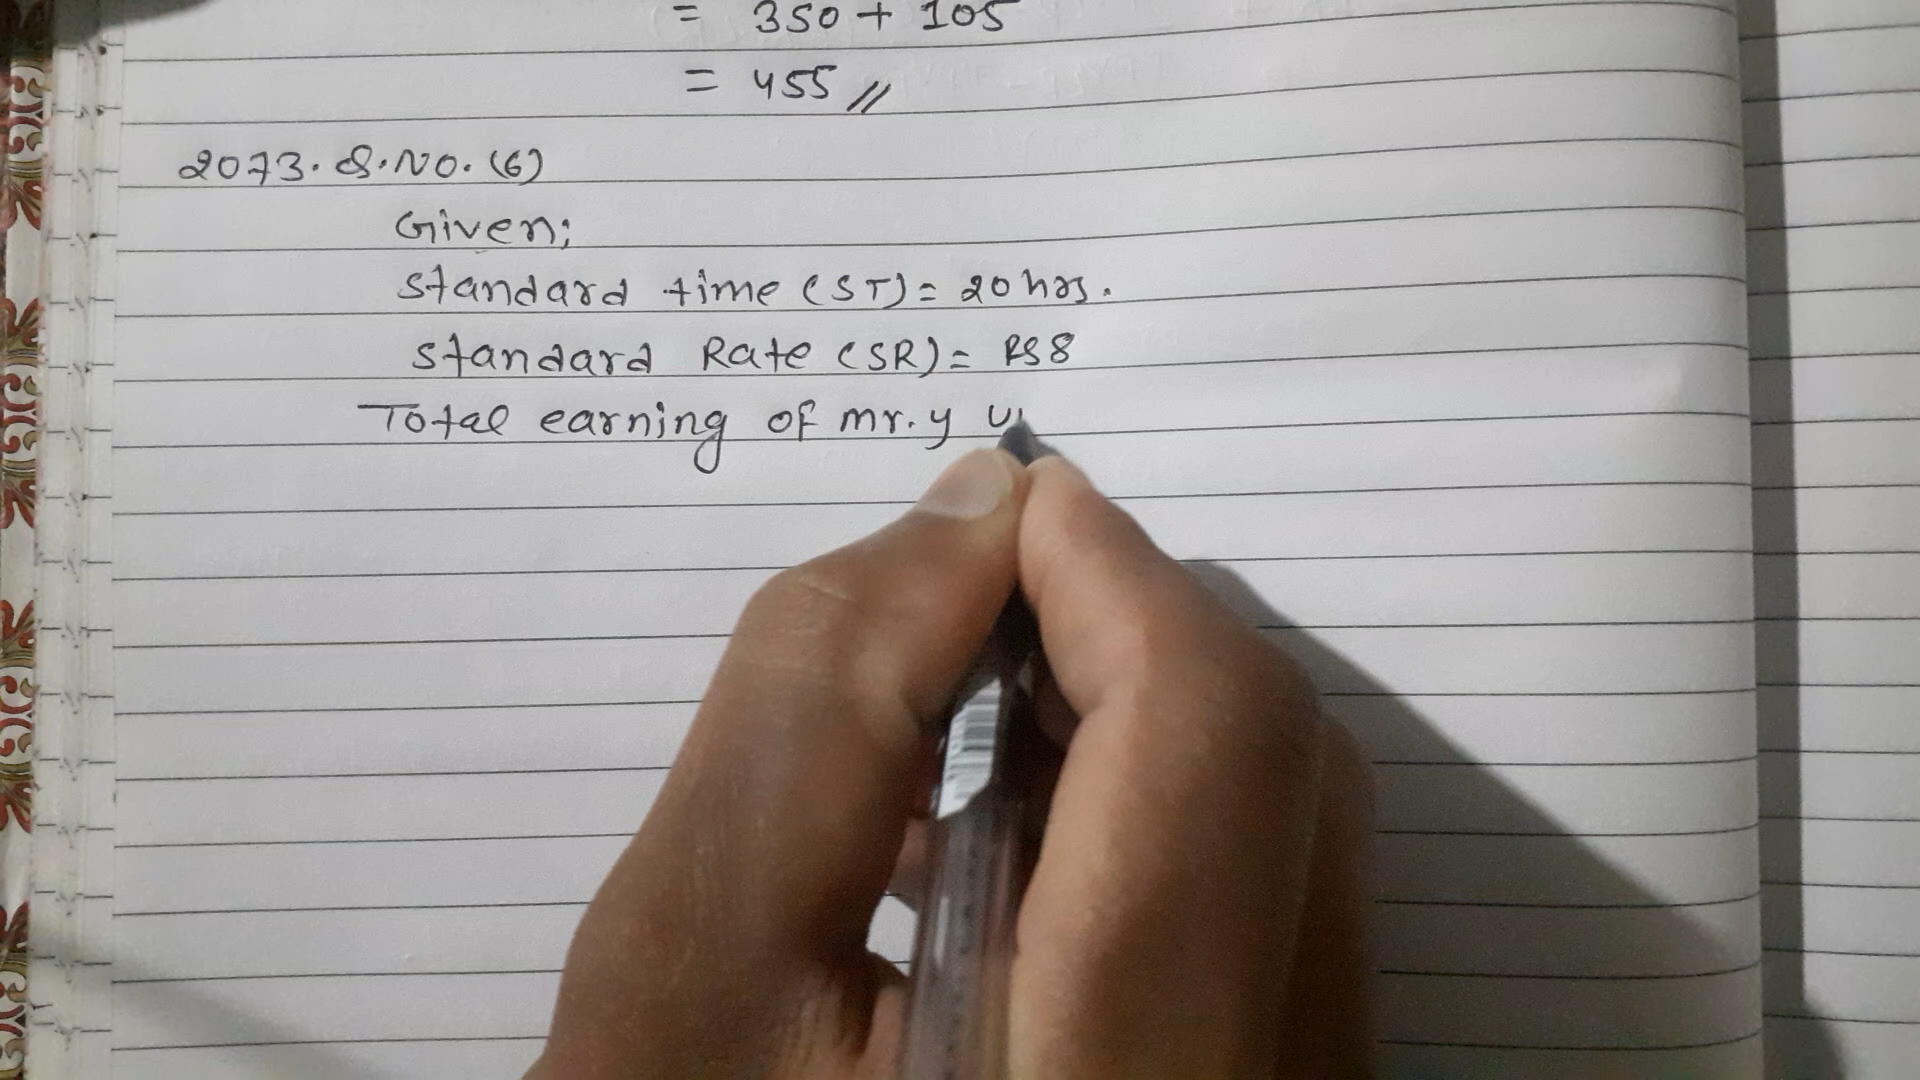 = 350 + 105
= 455 //
2073. Q.NO. (6)
Given;
Standard time (ST) = 20 hrs.
Standard Rate (SR) = RS 8
Total earning of mr. y